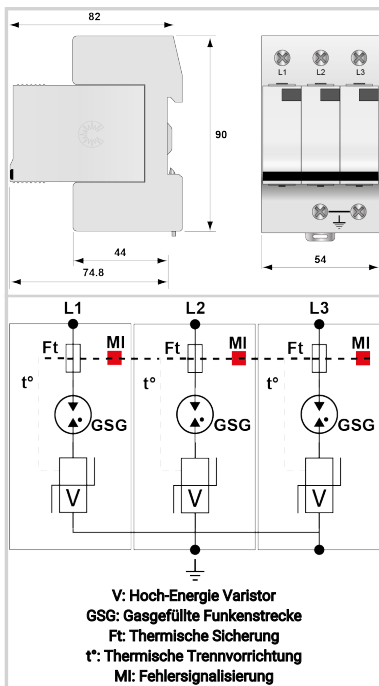 82
L1 L2 L3
90
44
74.8
54
L1 L2 L3
Ft MI Ft MI Ft MI
t° t° t°
GSG GSG GSG
V V V
V: Hoch-Energie Varistor
GSG: Gasgefüllte Funkenstrecke
Ft: Thermische Sicherung
t°: Thermische Trennvorrichtung
MI: Fehlersignalisierung